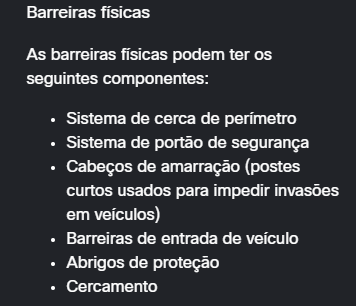 Barreiras físicas
As barreiras físicas podem ter os
seguintes componentes:
• Sistema de cerca de perímetro
• Sistema de portão de segurança
• Cabeços de amarração (postes
curtos usados para impedir invasões
em veículos)
• Barreiras de entrada de veículo
• Abrigos de proteção
• Cercamento